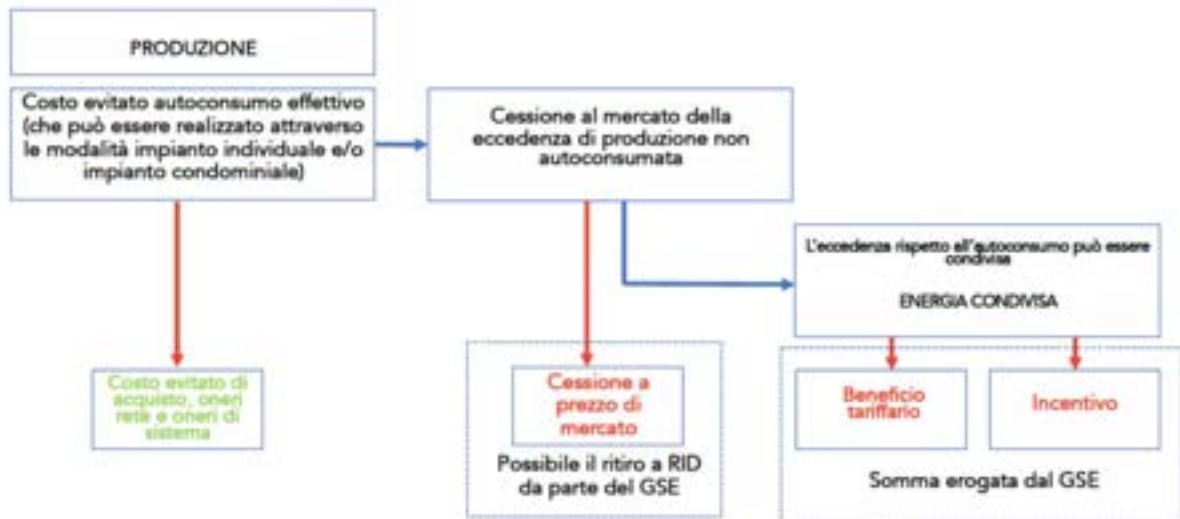 PRODUZIONE
Costo evitato autoconsumo effettivo
(che può essere realizzato attraverso
le modalità impianto individuale e/o
impianto condominiale)
Cessione al mercato della
eccedenza di produzione non
autoconsumata
L'eccedenza rispetto all'autoconsumo può essere
condivisa
ENERGIA CONDIVISA
Costo evitato di
acquisto, oneri
rete e oneri di
sistema
Cessione a
prezzo di
mercato
Possibile il ritiro a RID
da parte del GSE
Beneficio
tariffario
Incentivo
Somma erogata dal GSE